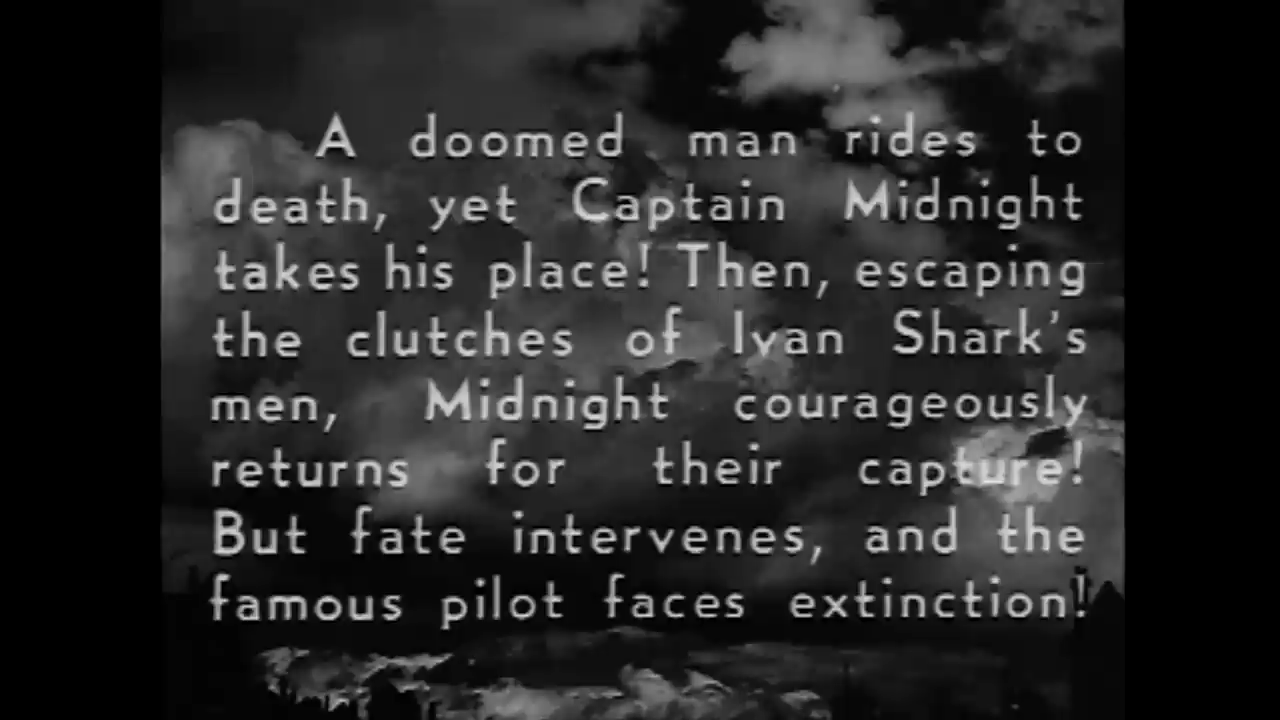 A doomed man rides to
death, yet Captain Midnight
takes his place! Then, escaping
the clutches of Ivan Shark's
men, Midnight courageously
returns for their capture!
But fate intervenes, and the
famous pilot faces extinction!